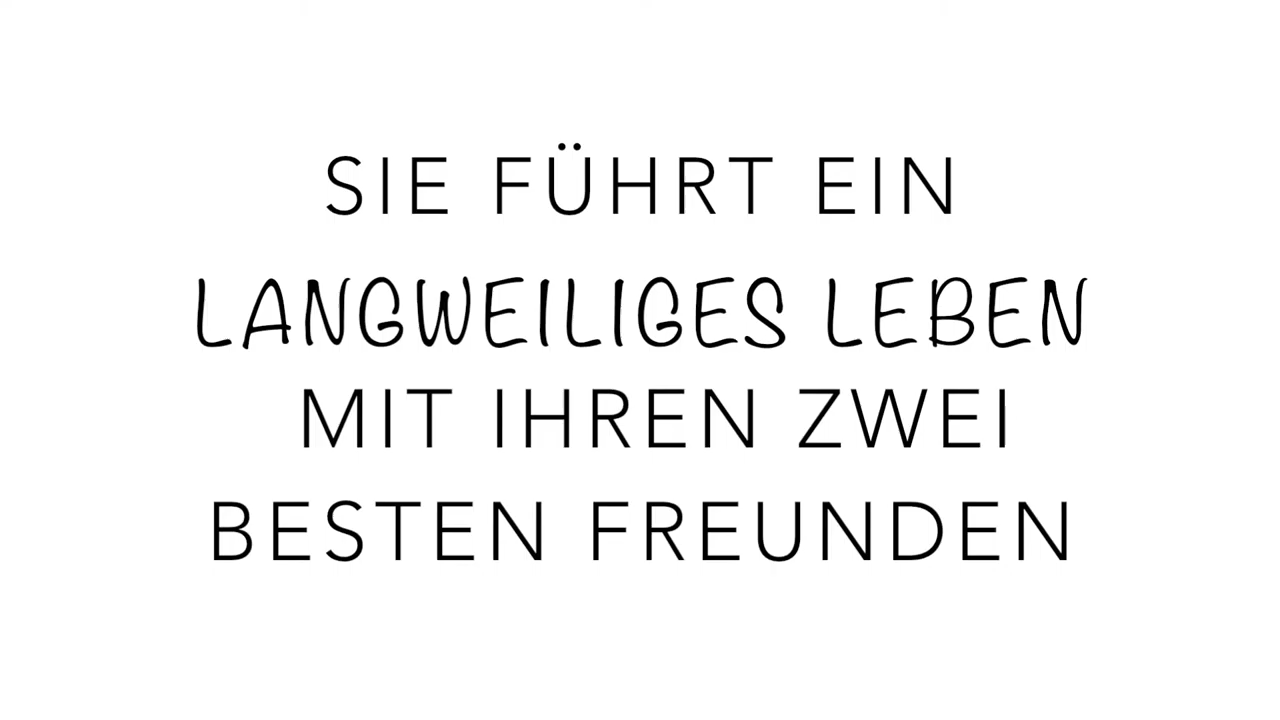 SIE FÜHRT EIN
LANGWEILIGES LEBEN
MIT IHREN ZWEI
BESTEN FREUNDEN